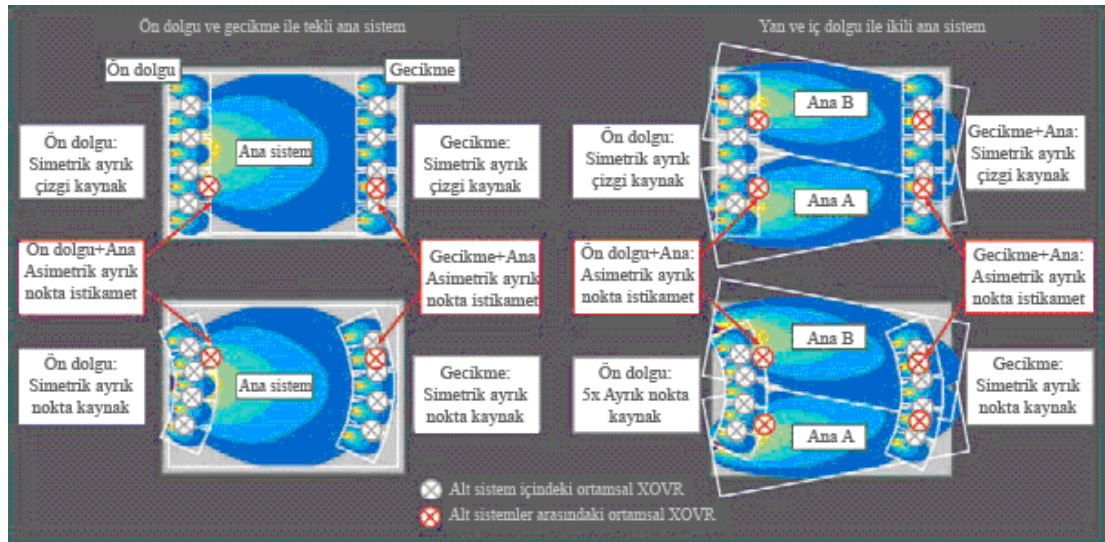 Ön dolgu ve gecikme ile tekli ana sistem
Yan ve iç dolgu ile ikili ana sistem
Ön dolgu
Gecikme
Ana sistem
Ön dolgu:
Simetrik ayrık
çizgi kaynak
Gecikme:
Simetrik ayrık
çizgi kaynak
Ön dolgu+Ana
Asimetrik ayrık
nokta istikamet
Gecikme+Ana
Asimetrik ayrık
nokta istikamet
Ön dolgu:
Simetrik ayrık
nokta kaynak
Ana sistem
Gecikme:
Simetrik ayrık
nokta kaynak
Ana B
Ana A
Ön dolgu:
Simetrik ayrık
çizgi kaynak
Gecikme+Ana:
Simetrik ayrık
çizgi kaynak
Ön dolgu+Ana:
Asimetrik ayrık
nokta istikamet
Gecikme+Ana:
Asimetrik ayrık
nokta istikamet
Ana B
Ana A
Ön dolgu:
5x Ayrık nokta
kaynak
Gecikme:
Simetrik ayrık
nokta kaynak
Alt sistem içindeki ortamsal XOVR
Alt sistemler arasındaki ortamsal XOVR